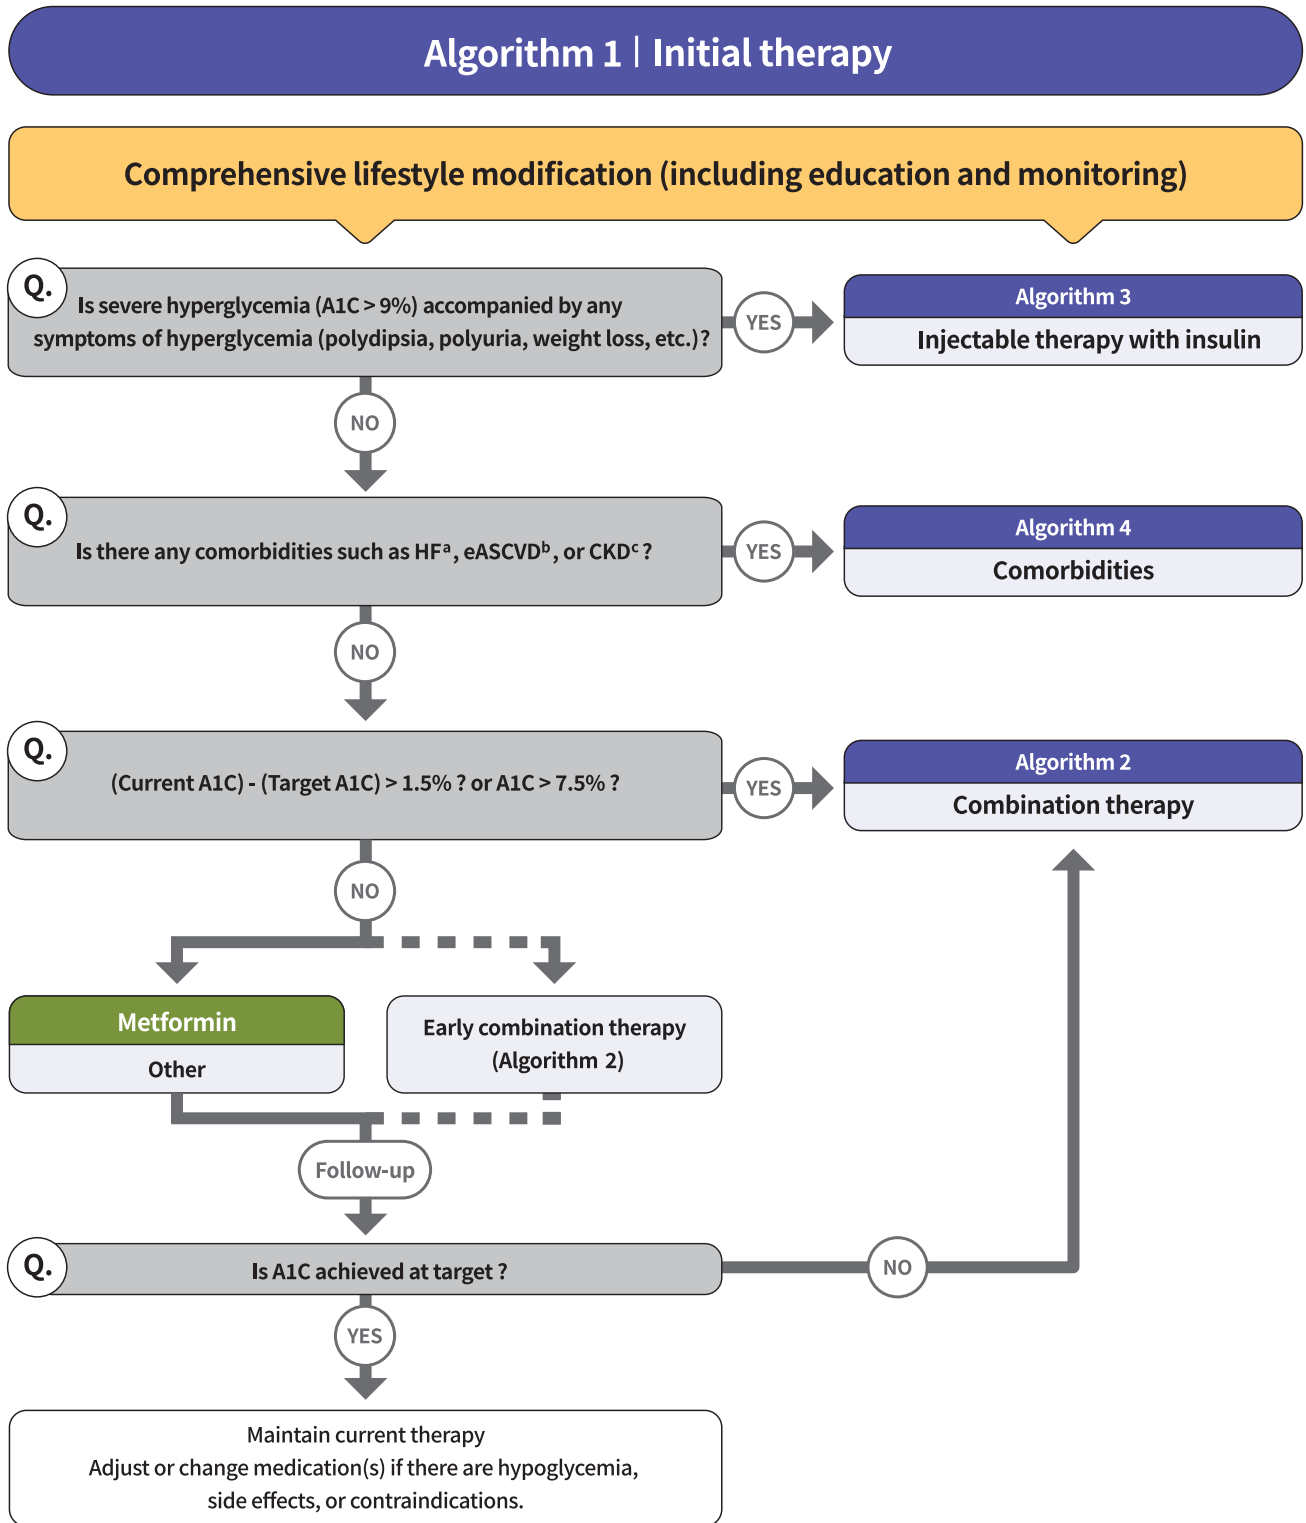 Algorithm 1 | Initial therapy
Comprehensive lifestyle modification (including education and monitoring)
Q.
Is severe hyperglycemia (A1C > 9%) accompanied by any
symptoms of hyperglycemia (polydipsia, polyuria, weight loss, etc.)?
YES
Algorithm 3
Injectable therapy with insulin
NO
Q.
Is there any comorbidities such as HFᵃ, eASCVDᵇ, or CKDᶜ ?
YES
Algorithm 4
Comorbidities
NO
Q.
(Current A1C) - (Target A1C) > 1.5% ? or A1C > 7.5% ?
YES
Algorithm 2
Combination therapy
NO
Metformin
Other
Early combination therapy
(Algorithm 2)
Follow-up
Q.
Is A1C achieved at target ?
NO
YES
Maintain current therapy
Adjust or change medication(s) if there are hypoglycemia,
side effects, or contraindications.